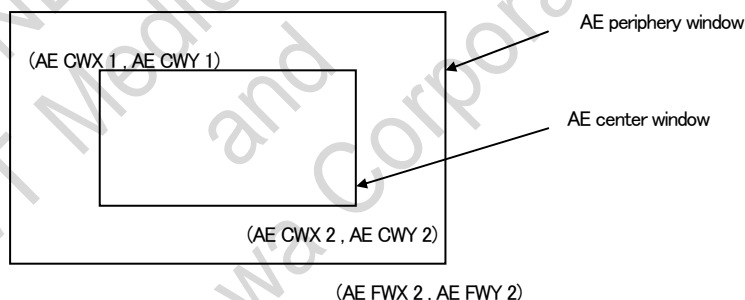 AE periphery window
(AE CWX 1 , AE CWY 1)
AE center window
(AE CWX 2 , AE CWY 2)
(AE FWX 2 , AE FWY 2)
and